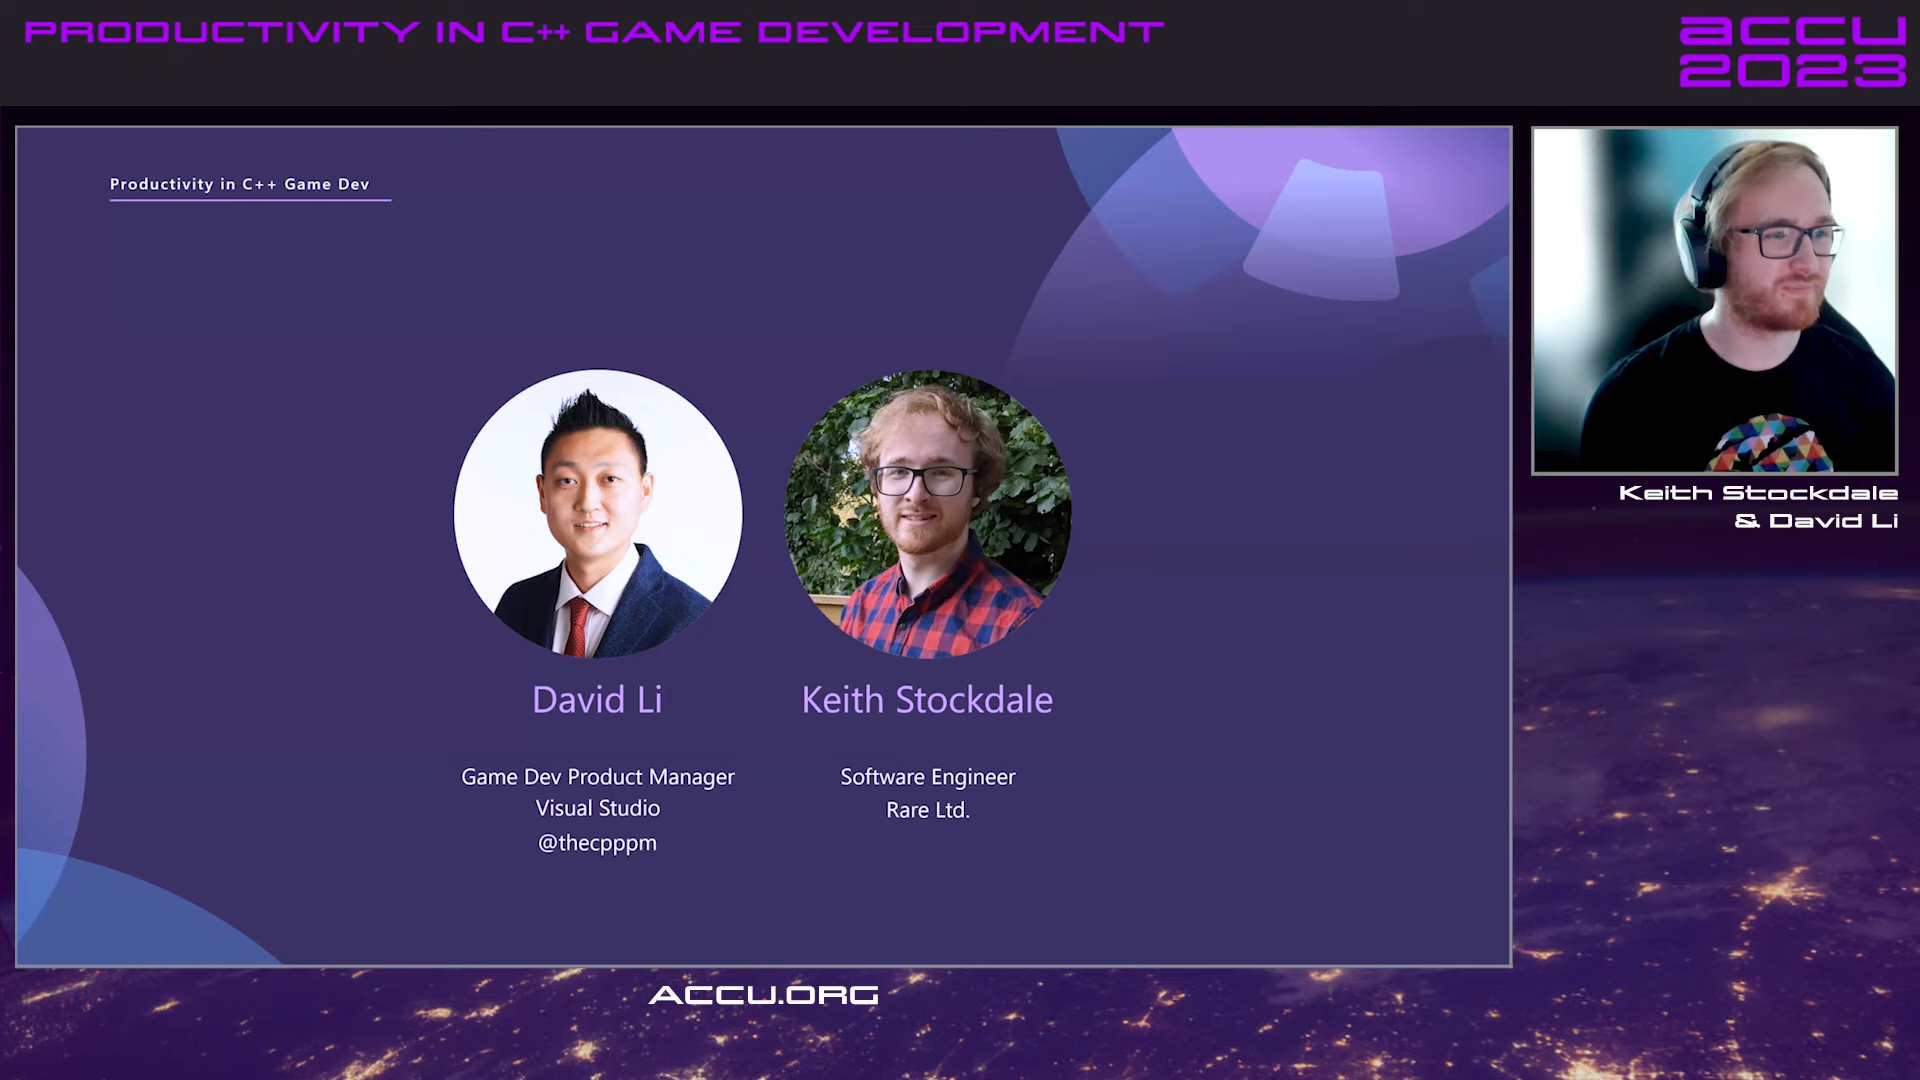 PRODUCTIVITY IN C++ GAME DEVELOPMENT
accu
2023
Productivity in C++ Game Dev
Keith Stockdale
& David Li
David Li
Keith Stockdale
Game Dev Product Manager
Visual Studio
@thecpppm
Software Engineer
Rare Ltd.
ACCU.ORG